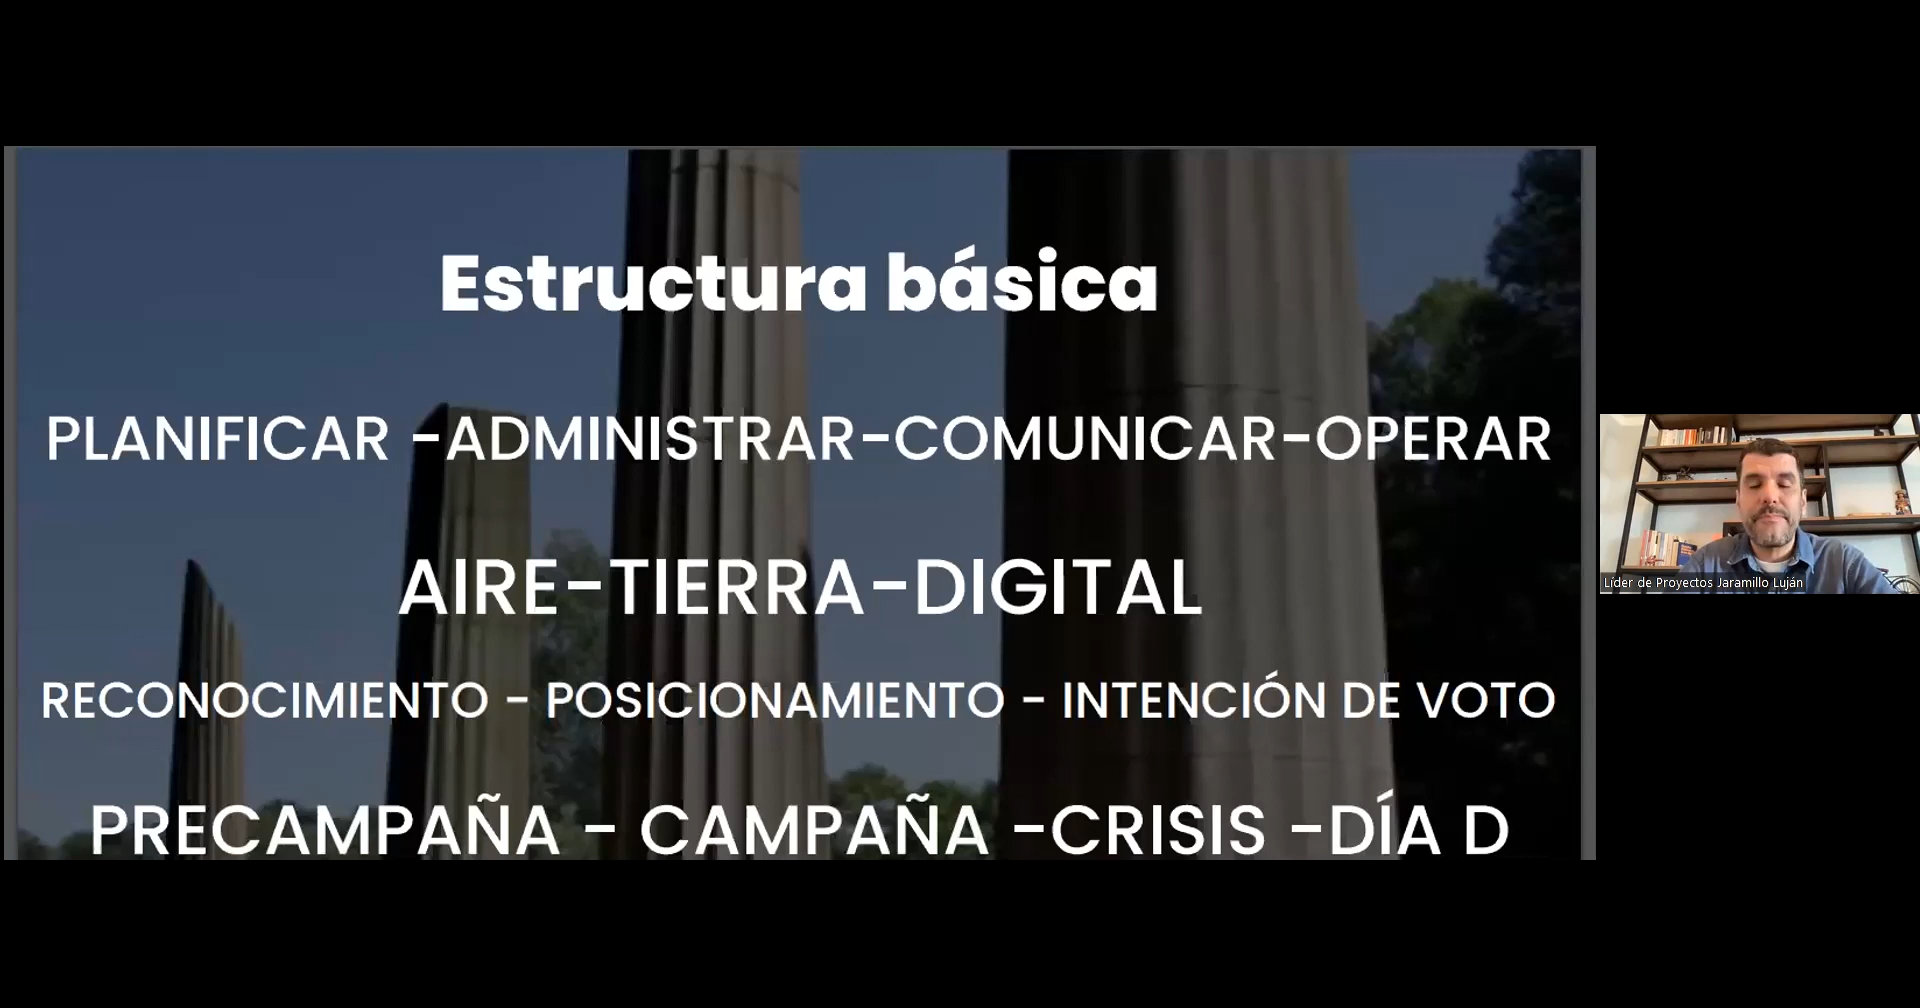 Estructura básica
PLANIFICAR -ADMINISTRAR-COMUNICAR-OPERAR
AIRE-TIERRA-DIGITAL
RECONOCIMIENTO - POSICIONAMIENTO - INTENCIÓN DE VOTO
PRECAMPAÑA - CAMPAÑA -CRISIS -DÍA D
Líder de Proyectos Jaramillo Luján